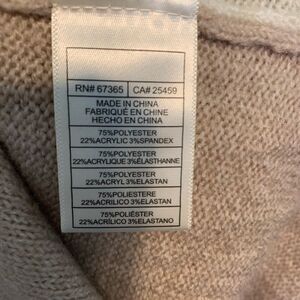 RN# 67365 CA# 25459
MADE IN CHINA
FABRIQUÉ EN CHINE
HECHO EN CHINA
75%POLYESTER
22%ACRYLIC 3%SPANDEX
75%POLYESTER
22%ACRYLIQUE 3%ÉLASTHANNE
75%POLYESTER
22%ACRYL 3%ELASTAN
75%POLIESTERE
22%ACRILICO 3%ELASTAN
75%POLIÉSTER
22%ACRÍLICO 3%ELASTANO